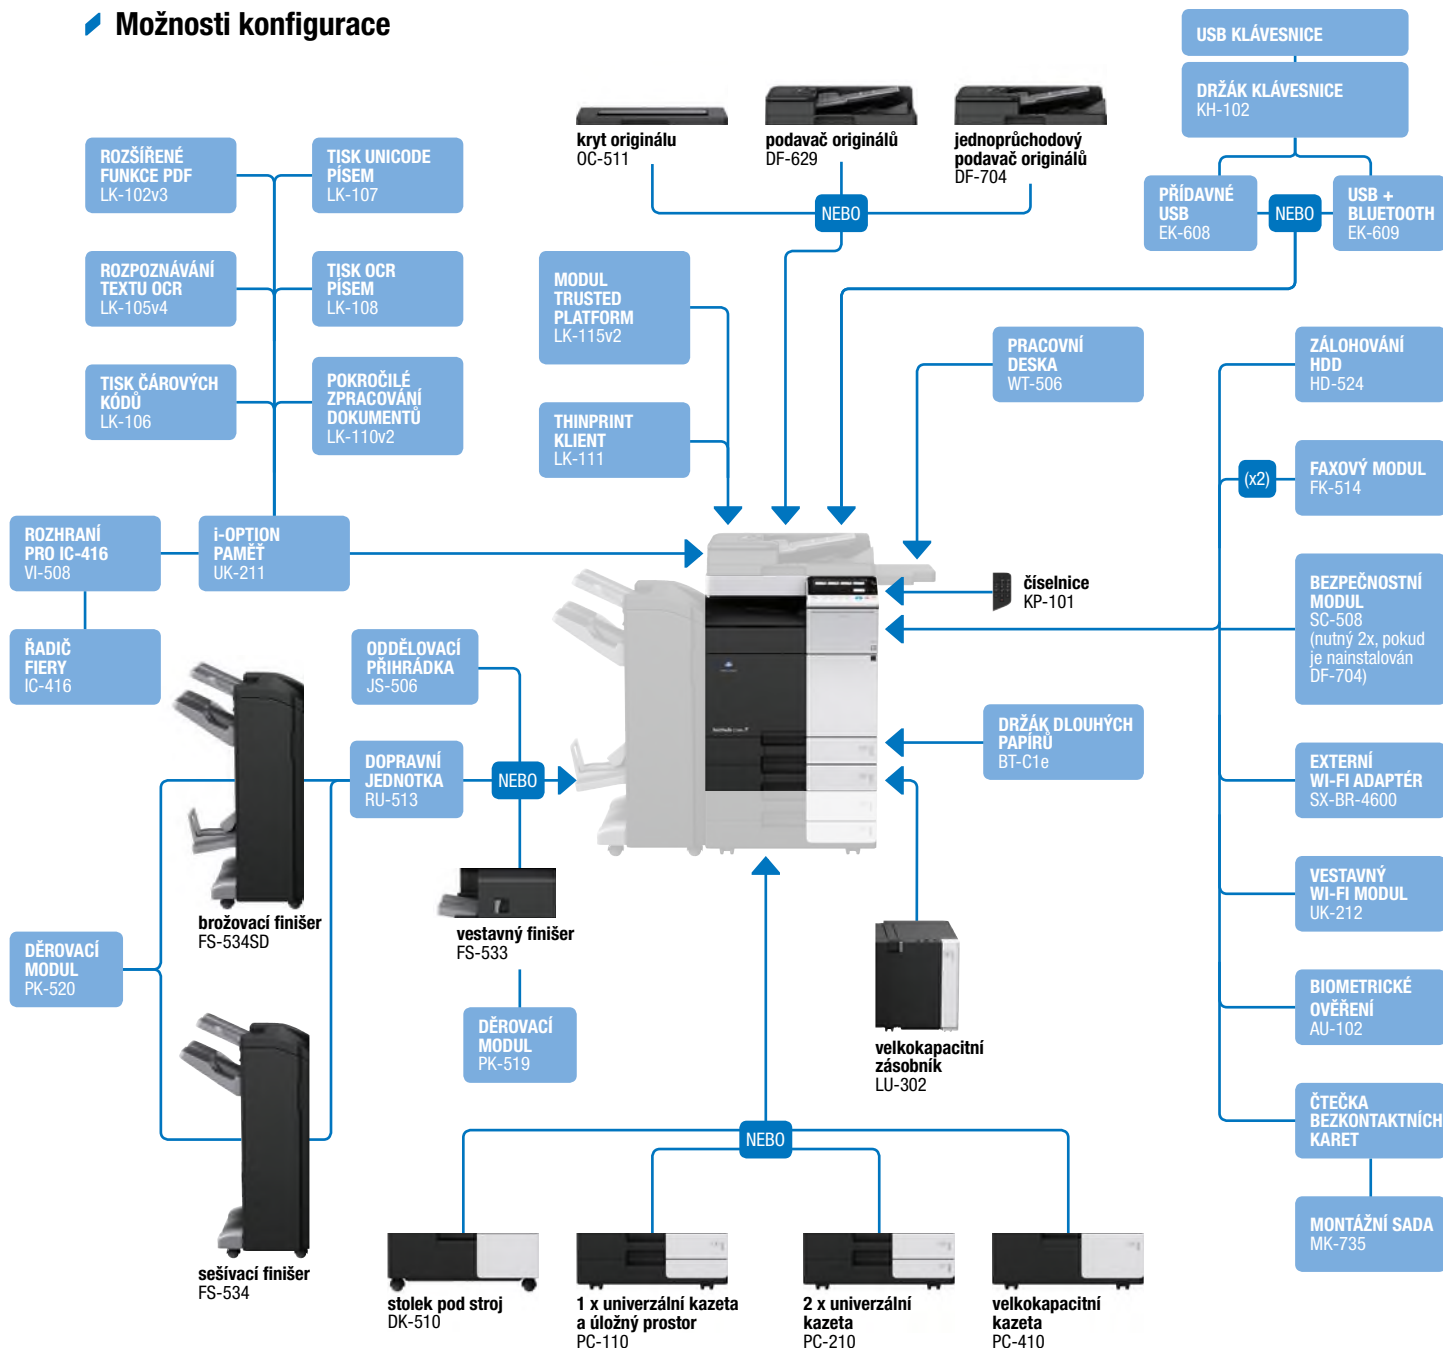 Možnosti konfigurace
USB KLÁVESNICE
DRŽÁK KLÁVESNICE
KH-102
PŘÍDAVNÉ
USB
EK-608
NEBO
USB +
BLUETOOTH
EK-609
kryt originálu
OC-511
podavač originálů
DF-629
jednoprůchodový
podavač originálů
DF-704
NEBO
ROZŠÍŘENÉ
FUNKCE PDF
LK-102v3
TISK UNICODE
PÍSEM
LK-107
ROZPOZNÁVÁNÍ
TEXTU OCR
LK-105v4
TISK OCR
PÍSEM
LK-108
TISK ČÁROVÝCH
KÓDŮ
LK-106
POKROČILÉ
ZPRACOVÁNÍ
DOKUMENTŮ
LK-110v2
MODUL
TRUSTED
PLATFORM
LK-115v2
THINPRINT
KLIENT
LK-111
PRACOVNÍ
DESKA
WT-506
ZÁLOHOVÁNÍ
HDD
HD-524
(x2)
FAXOVÝ MODUL
FK-514
ROZHRANÍ
PRO IC-416
VI-508
i-OPTION
PAMĚŤ
UK-211
ŘADIČ
FIERY
IC-416
číselnice
KP-101
BEZPEČNOSTNÍ
MODUL
SC-508
(nutný 2x, pokud
je nainstalován
DF-704)
ODDĚLOVACÍ
PŘIHRÁDKA
JS-506
DOPRAVNÍ
JEDNOTKA
RU-513
NEBO
DRŽÁK DLOUHÝCH
PAPÍRŮ
BT-C1e
EXTERNÍ
WI-FI ADAPTÉR
SX-BR-4600
VESTAVNÝ
WI-FI MODUL
UK-212
brožovací finišer
FS-534SD
vestavný finišer
FS-533
DĚROVACÍ
MODUL
PK-520
DĚROVACÍ
MODUL
PK-519
velkokapacitní
zásobník
LU-302
BIOMETRICKÉ
OVĚŘENÍ
AU-102
ČTEČKA
BEZKONTAKTNÍCH
KARET
NEBO
MONTÁŽNÍ SADA
MK-735
sešívací finišer
FS-534
stolek pod stroj
DK-510
1 x univerzální kazeta
a úložný prostor
PC-110
2 x univerzální
kazeta
PC-210
velkokapacitní
kazeta
PC-410